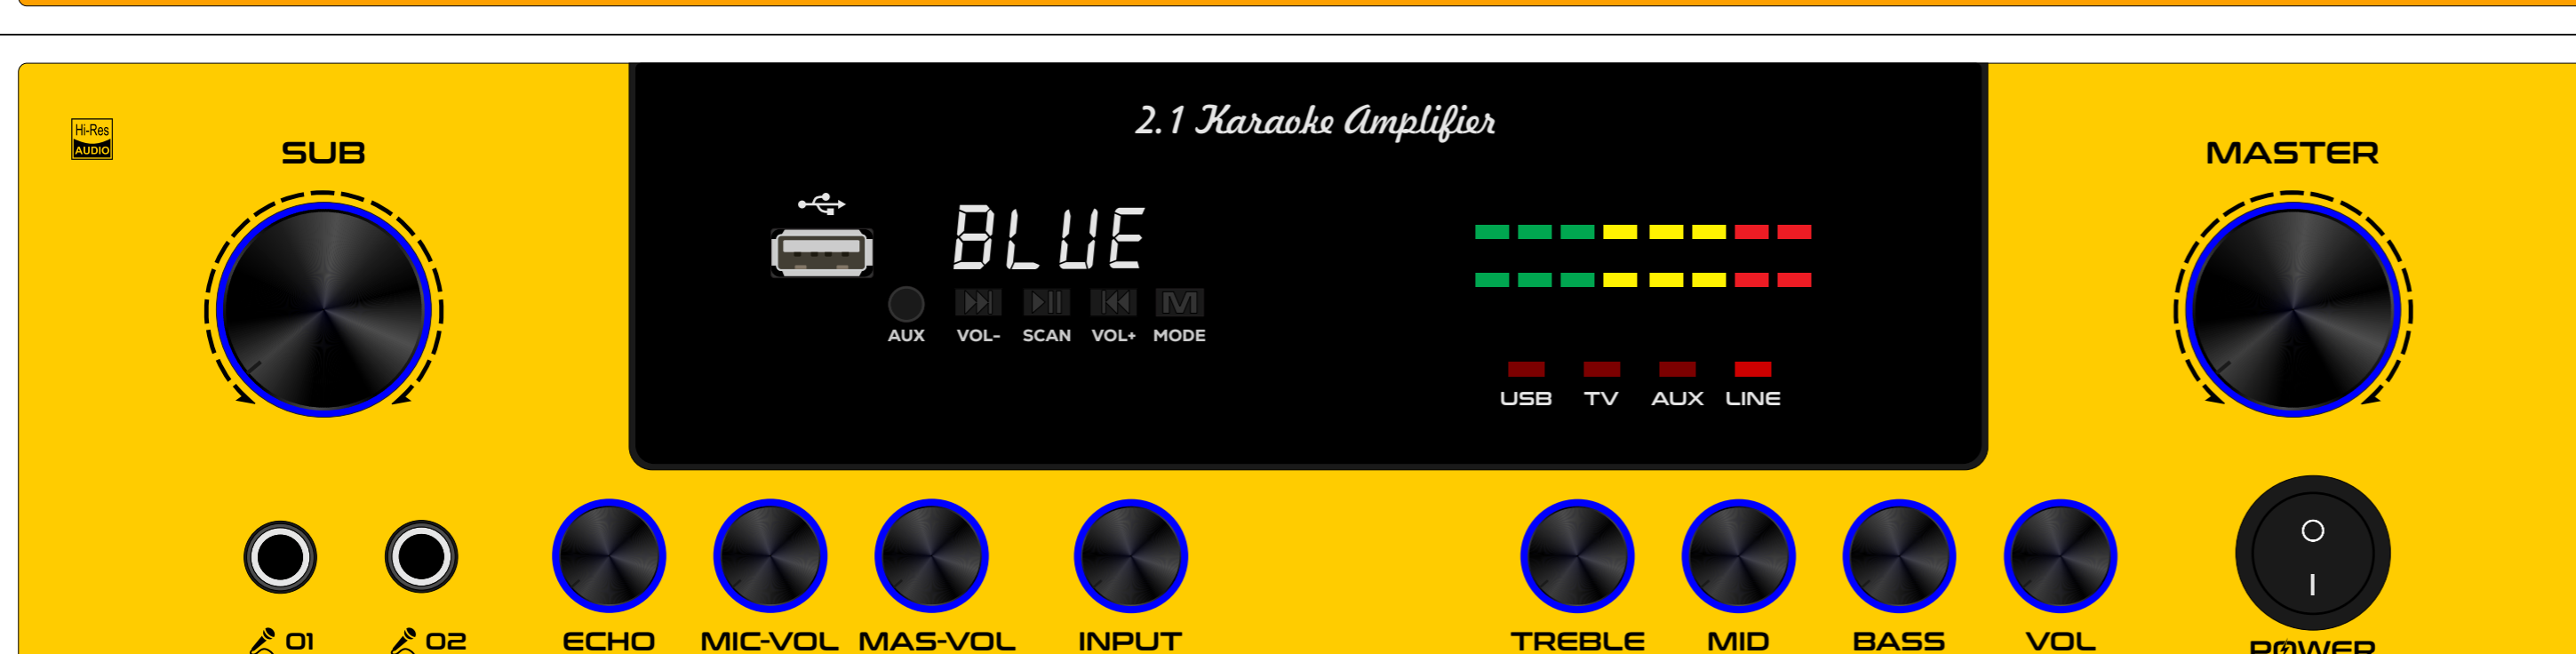 2.1 Karaoke Amplifier
Hi-Res
AUDIO
SUB
MASTER
BLUE
M
AUX VOL- SCAN VOL+ MODE
USB TV AUX LINE
01 02 ECHO MIC-VOL MAS-VOL INPUT TREBLE MID BASS VOL POWER